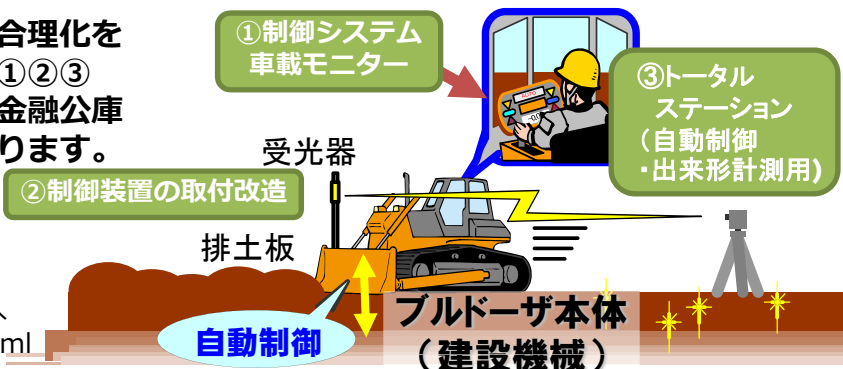 合理化を
①②③
金融公庫
ります。
①制御システム
車載モニター
③トータル
ステーション
（自動制御
・出来形計測用)
受光器
②制御装置の取付改造
排土板
自動制御
ブルドーザ本体
（建設機械）
ml